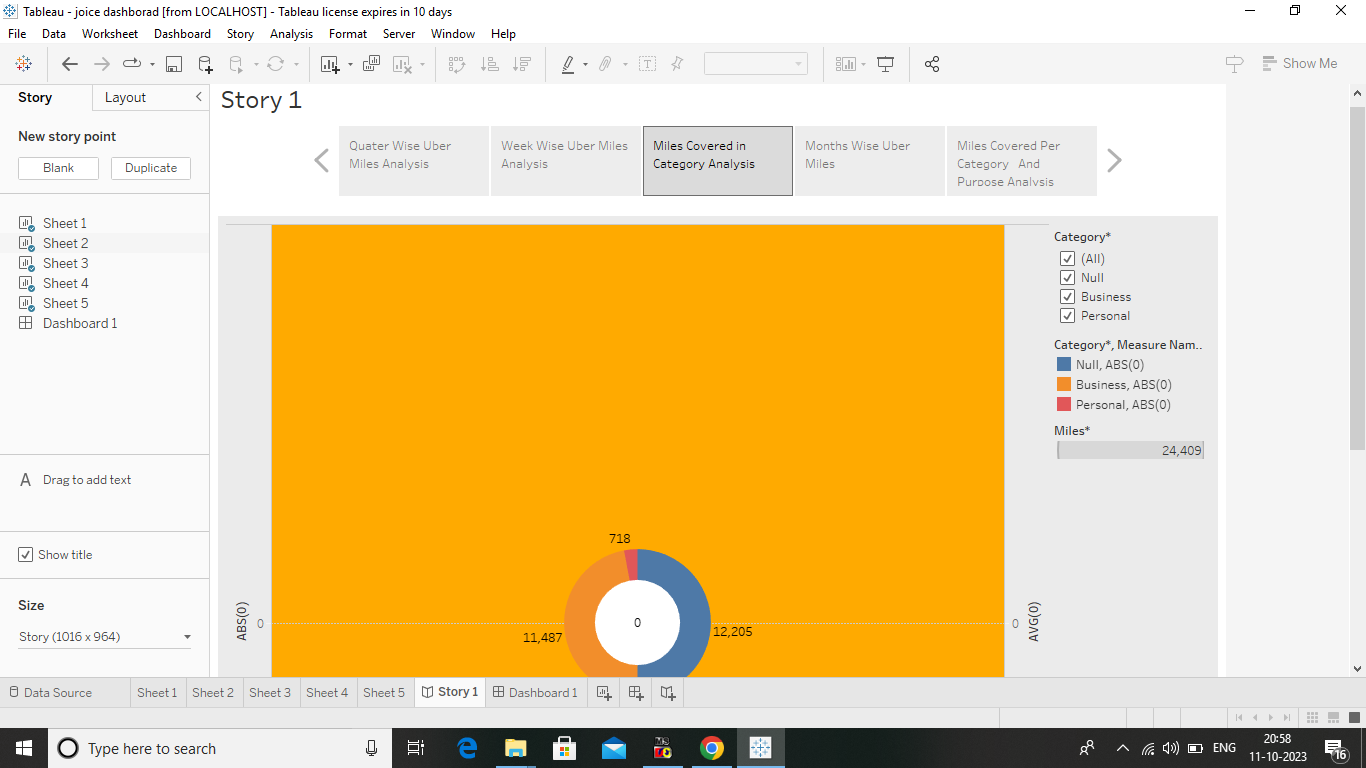 Tableau - joice dashborad [from LOCALHOST] - Tableau license expires in 10 days
File Data Worksheet Dashboard Story Analysis Format Server Window Help
Show Me
Story Layout
New story point
Blank Duplicate
Sheet 1
Sheet 2
Sheet 3
Sheet 4
Sheet 5
Dashboard 1
A Drag to add text
Show title
Size
Story (1016 x 964)
Story 1
Quater Wise Uber
Miles Analysis
Week Wise Uber Miles
Analysis
Miles Covered in
Category Analysis
Months Wise Uber
Miles
Miles Covered Per
Category And
Purpose Analysis
718
ABS(0)
0
11,487
0
12,205
0
AVG(0)
Category*
(All)
Null
Business
Personal
Category*, Measure Nam..
Null, ABS(0)
Business, ABS(0)
Personal, ABS(0)
Miles*
24,409
Data Source Sheet 1 Sheet 2 Sheet 3 Sheet 4 Sheet 5 Story 1 Dashboard 1
Type here to search
ENG
20:58
11-10-2023
16